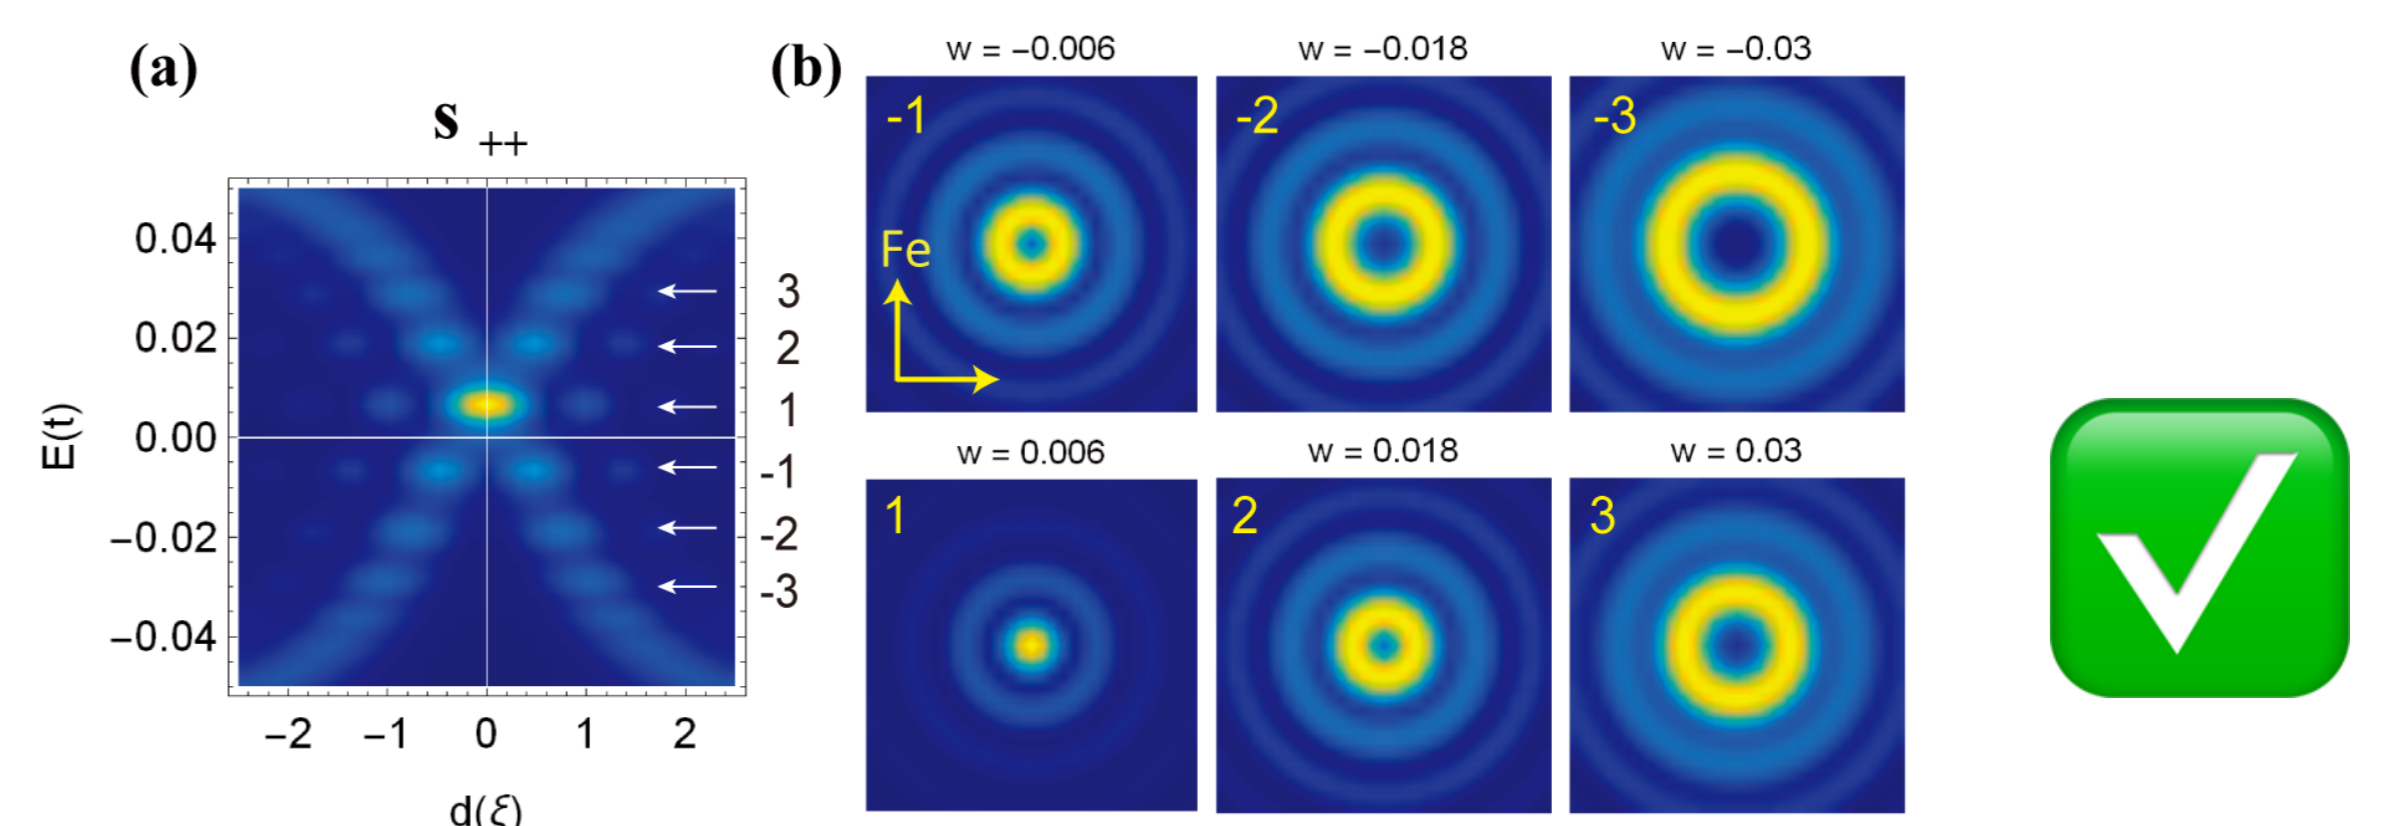 (a)
s ++
E(t)
0.04
0.02
0.00
−0.02
−0.04
3
2
1
-1
-2
-3
−2 −1 0 1 2
d(ξ)
(b)
w = −0.006 w = −0.018 w = −0.03
-1 -2 -3
Fe
w = 0.006 w = 0.018 w = 0.03
1 2 3